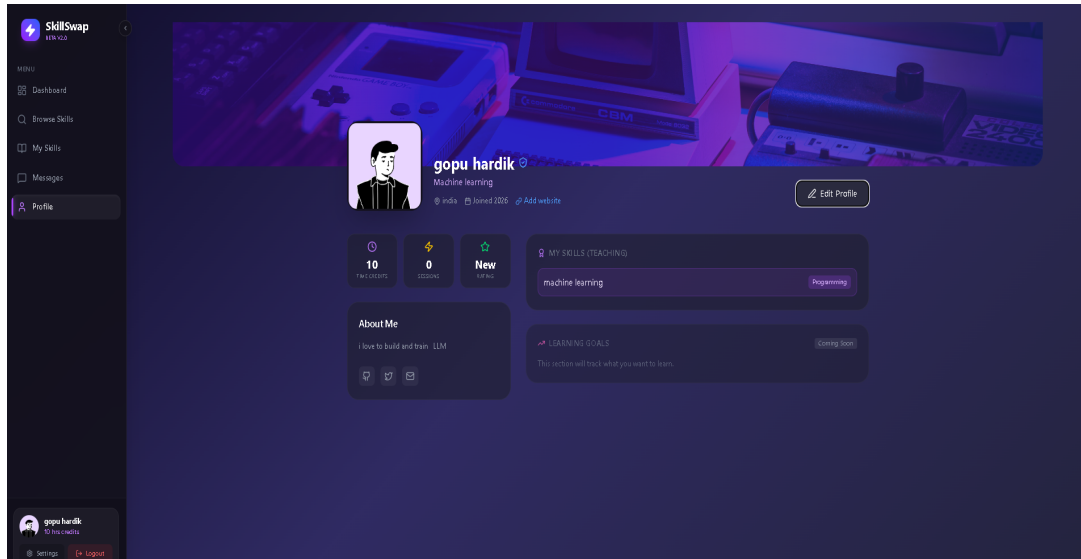 SkillSwap
BETA V2.0
MENU
Dashboard
Browse Skills
My Skills
Messages
Profile
gopu hardik
10 hrs credits
Settings
Logout
CBM
gopu hardik
Machine learning
india Joined 2026 Add website
Edit Profile
10
TIME CREDITS
0
SESSIONS
New
RATING
About Me
i love to build and train LLM
MY SKILLS (TEACHING)
machine learning
Programming
LEARNING GOALS
Coming Soon
This section will track what you want to learn.